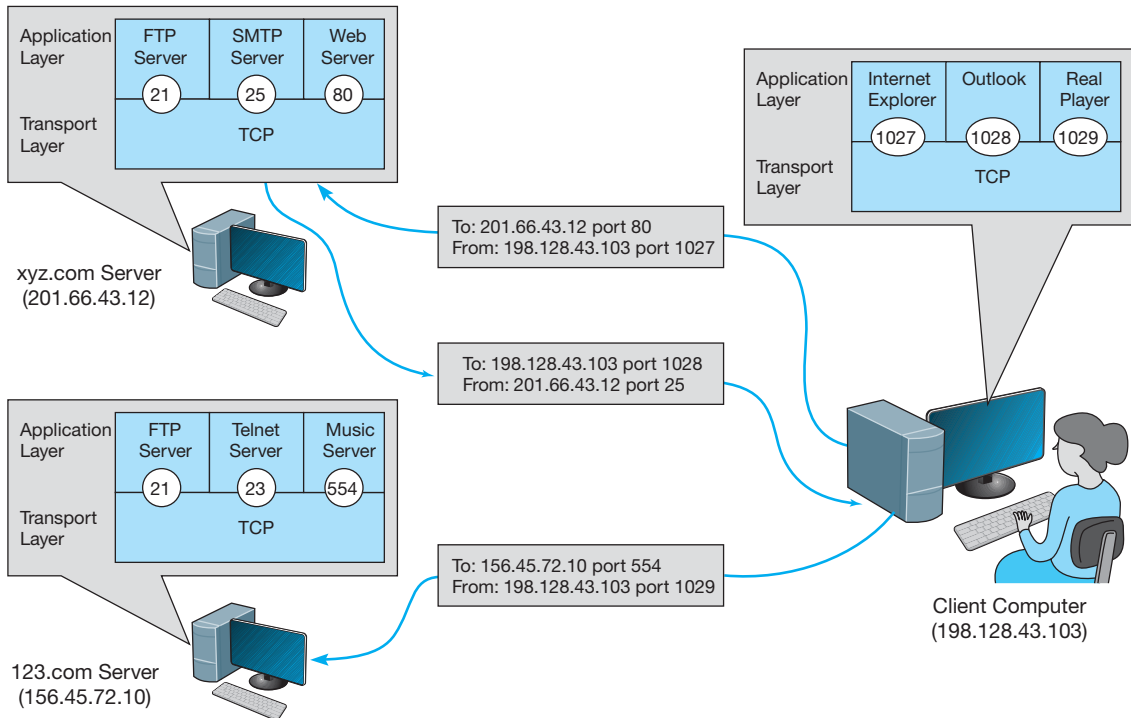 Application
Layer
FTP
Server
SMTP
Server
Web
Server
21
25
80
Transport
Layer
TCP
xyz.com Server
(201.66.43.12)
Application
Layer
Internet
Explorer
Outlook
Real
Player
1027
1028
1029
Transport
Layer
TCP
To: 201.66.43.12 port 80
From: 198.128.43.103 port 1027
To: 198.128.43.103 port 1028
From: 201.66.43.12 port 25
Application
Layer
FTP
Server
Telnet
Server
Music
Server
21
23
554
Transport
Layer
TCP
To: 156.45.72.10 port 554
From: 198.128.43.103 port 1029
Client Computer
(198.128.43.103)
123.com Server
(156.45.72.10)